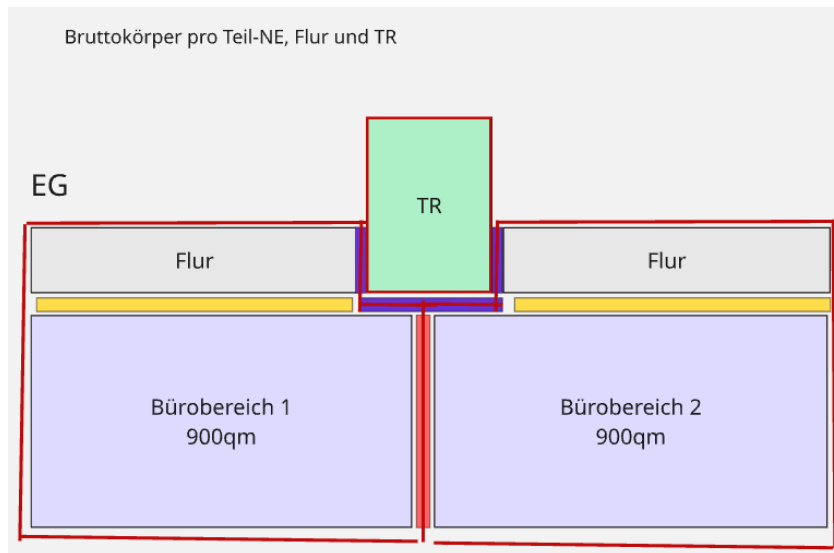 Bruttokörper pro Teil-NE, Flur und TR
EG
TR
Flur
Flur
Bürobereich 1
900qm
Bürobereich 2
900qm